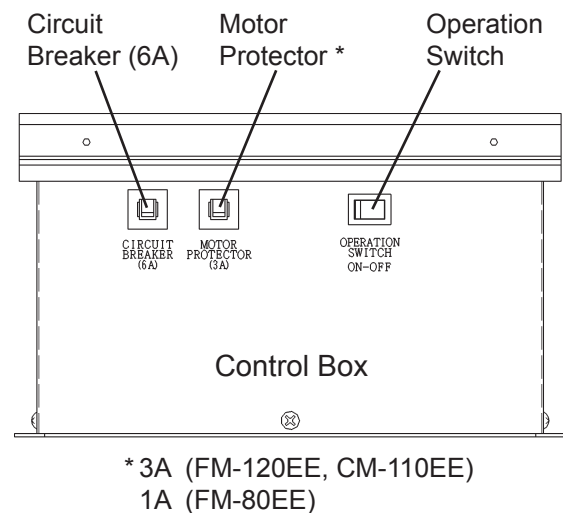 Circuit
Breaker (6A)
Motor
Protector *
Operation
Switch
CIRCUIT
BREAKER
(6A)
MOTOR
PROTECTOR
(3A)
OPERATION
SWITCH
ON-OFF
Control Box
* 3A (FM-120EE, CM-110EE)
1A (FM-80EE)